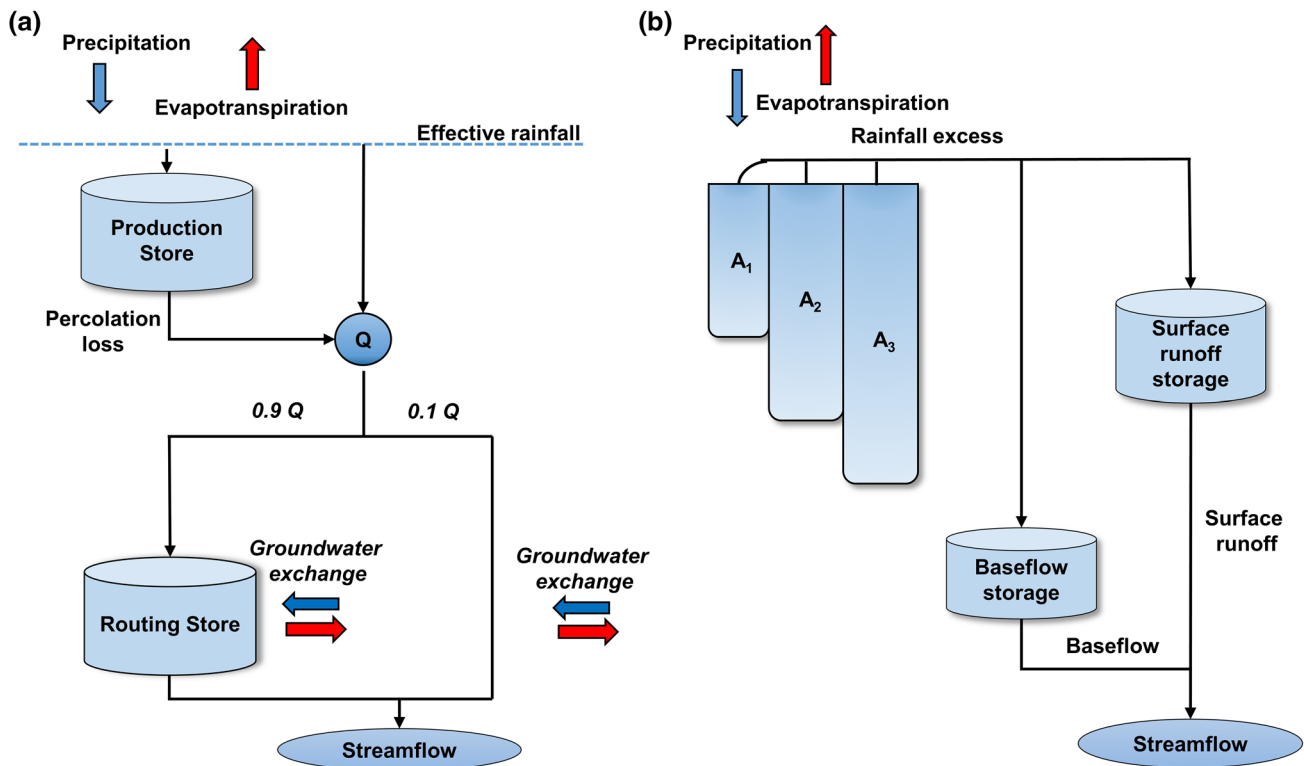 (a)
Precipitation
Evapotranspiration
Effective rainfall
Production
Store
Percolation
loss
Q
0.9 Q
0.1 Q
Groundwater
exchange
Groundwater
exchange
Routing Store
Streamflow
(b)
Precipitation
Evapotranspiration
Rainfall excess
A₁
A₂
A₃
Surface
runoff
storage
Surface
runoff
Baseflow
storage
Baseflow
Streamflow